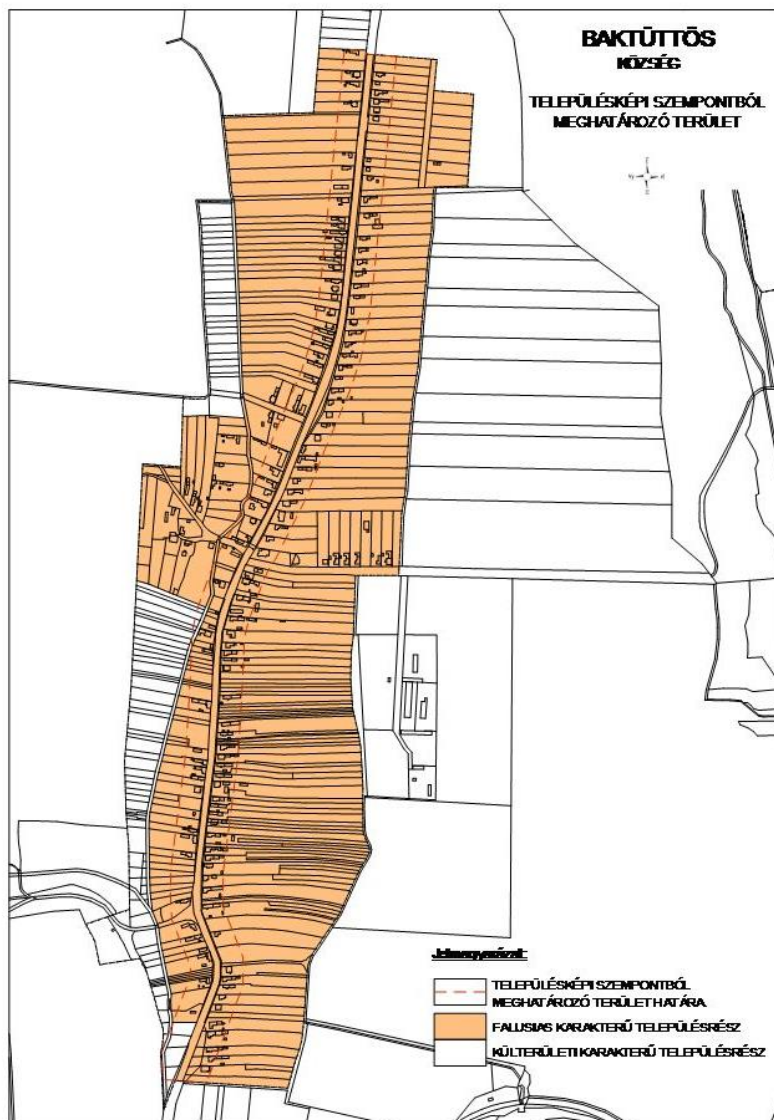 BAKTÜTTÖS
KÖZSÉG
TELEPÜLÉSKÉPI SZEMPONTBÓL
MEGHATÁROZÓ TERÜLET
Jelmagyarázat:
TELEPÜLÉSKÉPI SZEMPONTBÓL
MEGHATÁROZÓ TERÜLET HATÁRA
FALUSIAS KARAKTERŰ TELEPÜLÉSRÉSZ
KÜLTERÜLETI KARAKTERŰ TELEPÜLÉSRÉSZ